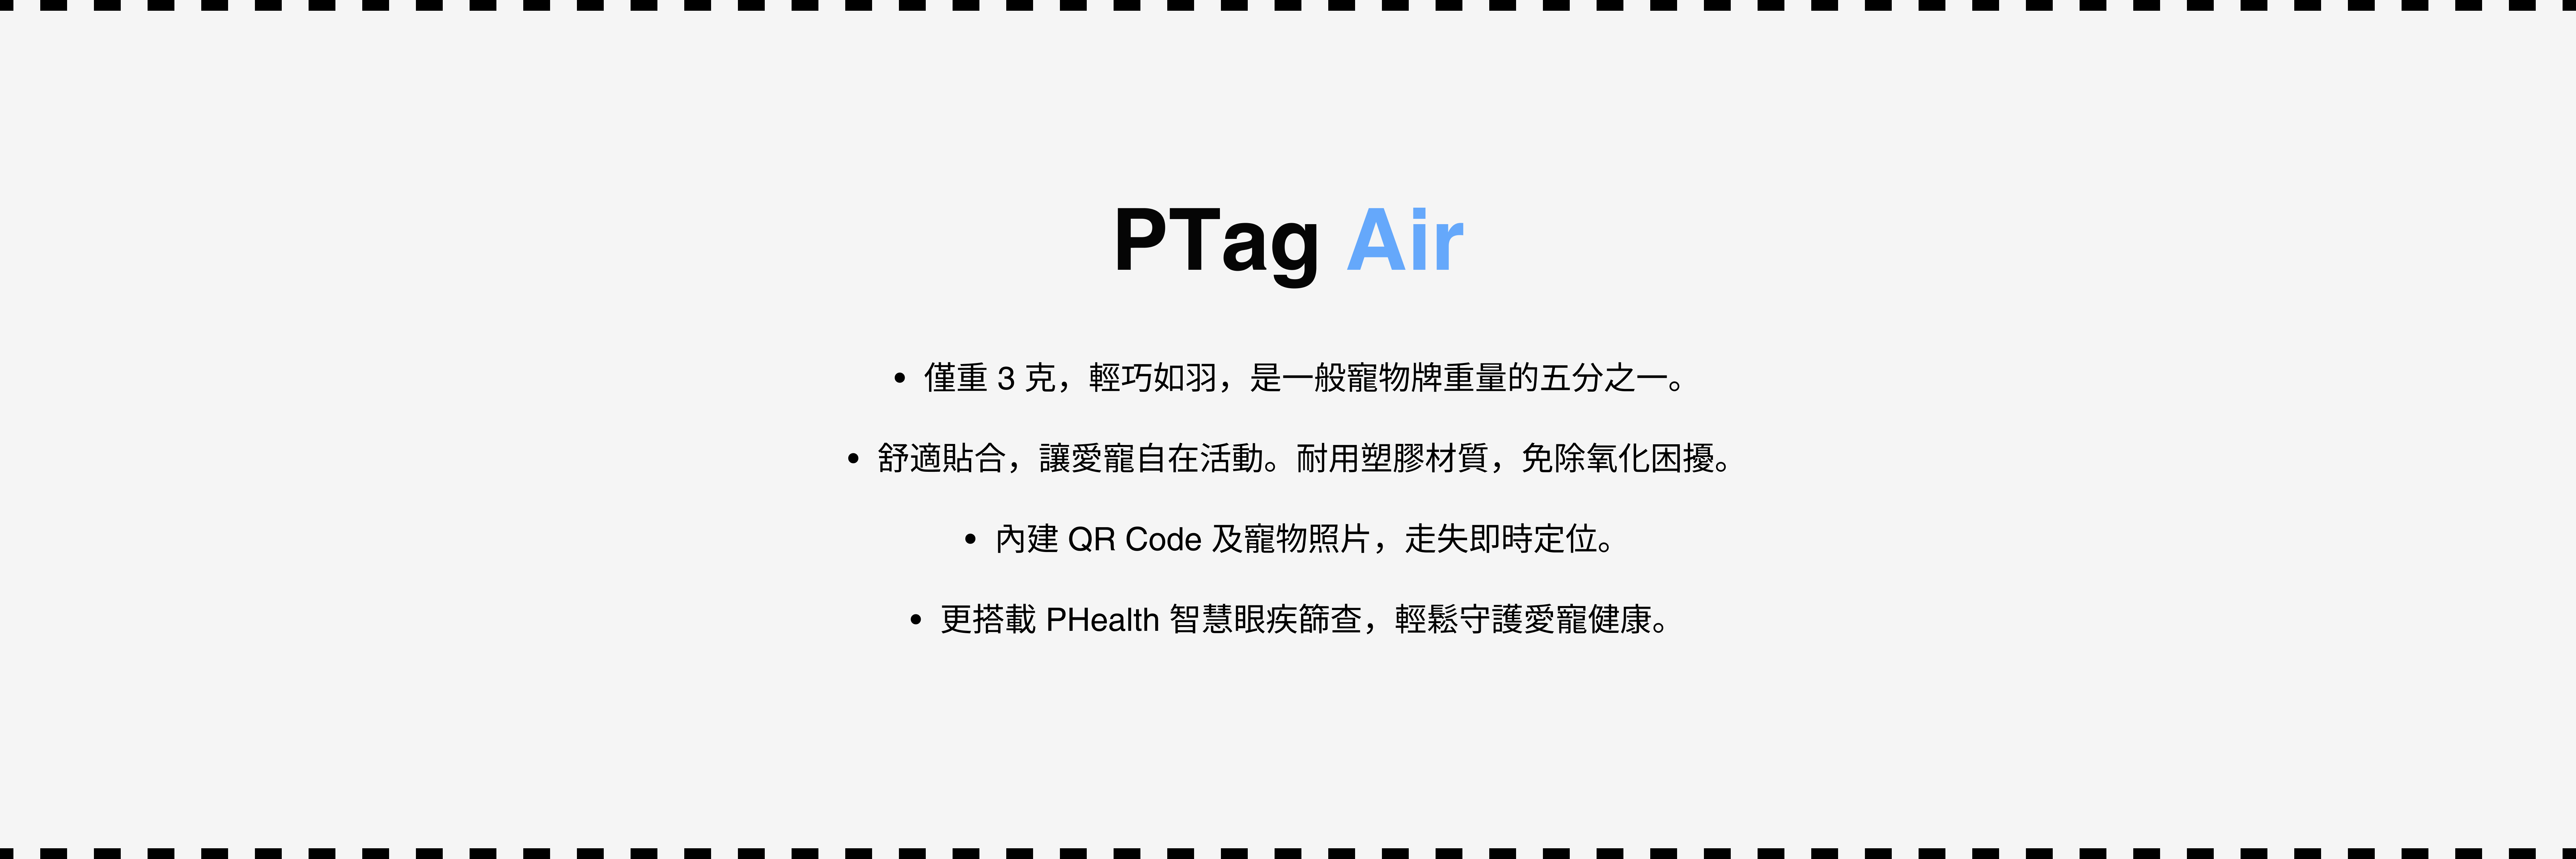 PTag Air
• 僅重 3 克，輕巧如羽，是一般寵物牌重量的五分之一。
• 舒適貼合，讓愛寵自在活動。耐用塑膠材質，免除氧化困擾。
• 內建 QR Code 及寵物照片，走失即時定位。
• 更搭載 PHealth 智慧眼疾篩查，輕鬆守護愛寵健康。